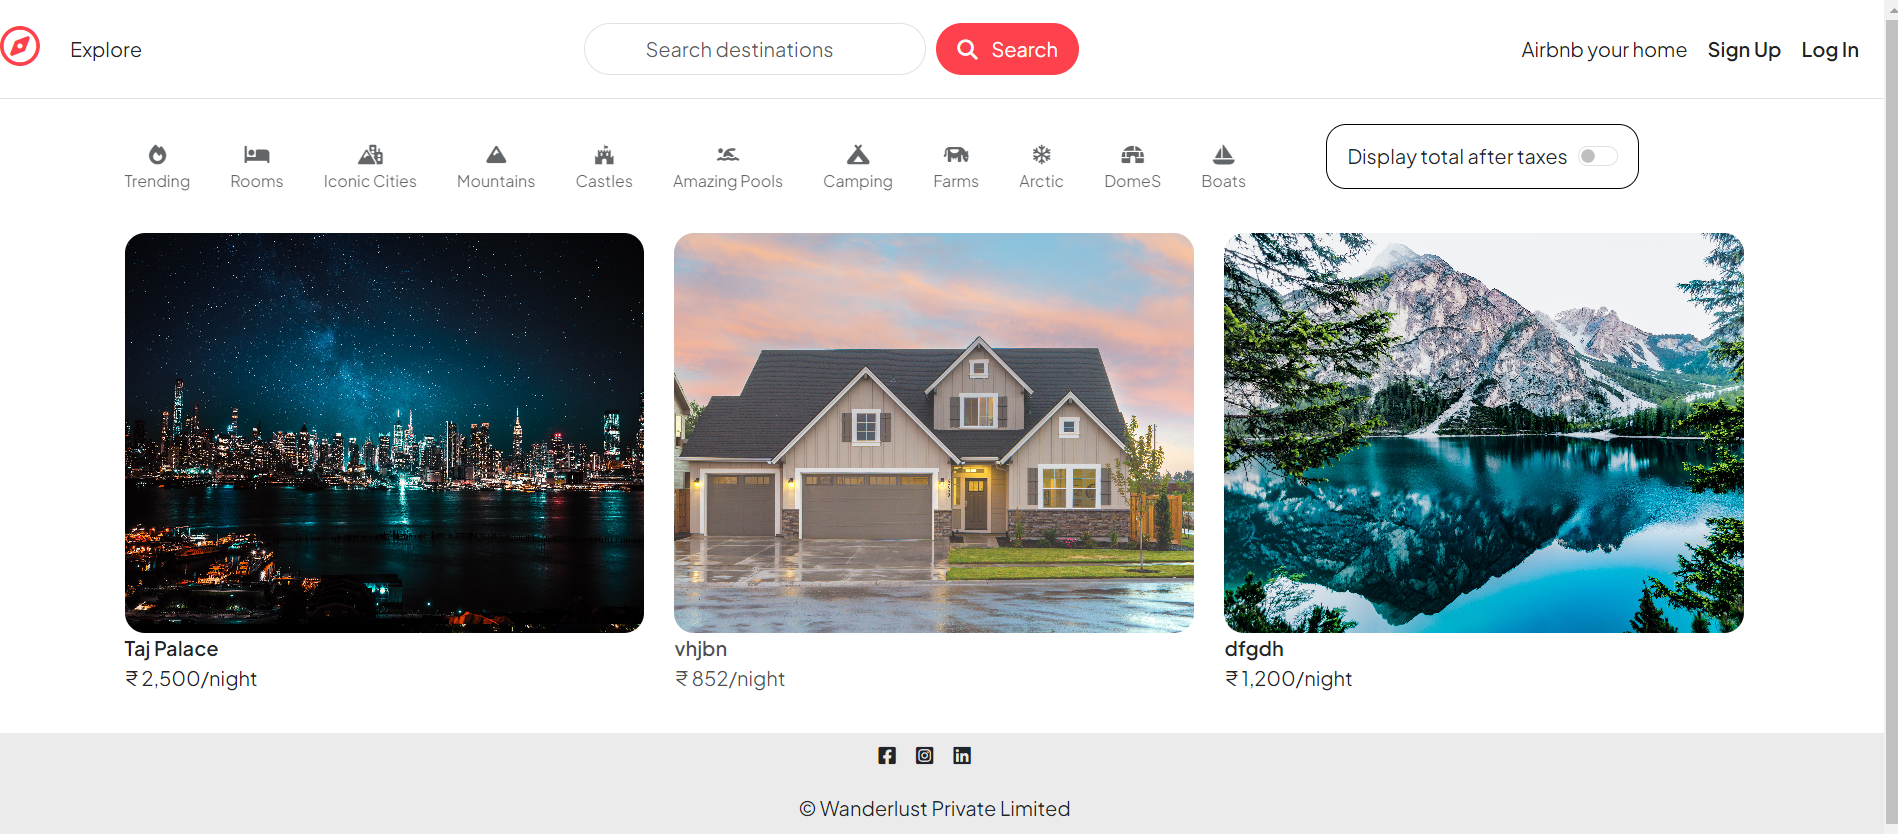 Explore
Search destinations
Search
Airbnb your home
Sign Up
Log In
Trending
Rooms
Iconic Cities
Mountains
Castles
Amazing Pools
Camping
Farms
Arctic
DomeS
Boats
Display total after taxes
Taj Palace
₹ 2,500/night
vhjbn
₹ 852/night
dfgdh
₹ 1,200/night
© Wanderlust Private Limited